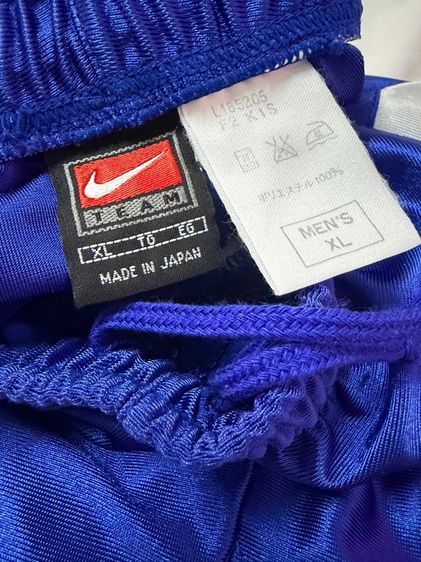 TEAM
XL TG EG
MADE IN JAPAN
L185205
F2 KIS
ポリエステル100%
MEN'S
XL